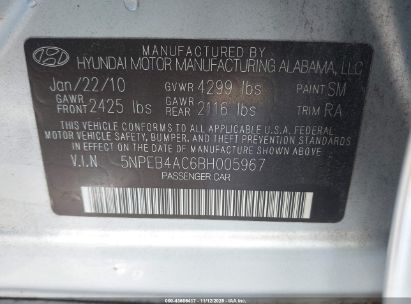 MANUFACTURED BY
HYUNDAI MOTOR MANUFACTURING ALABAMA, LLC
Jan/22/10 GVWR 4299 lbs PAINT SM
GAWR FRONT 2425 lbs GAWR REAR 2116 lbs TRIM RA
THIS VEHICLE CONFORMS TO ALL APPLICABLE U.S.A. FEDERAL
MOTOR VEHICLE SAFETY, BUMPER, AND THEFT PREVENTION
STANDARDS IN EFFECT ON THE DATE OF MANUFACTURE SHOWN ABOVE.
V.I.N 5NPEB4AC6BH005967
PASSENGER CAR